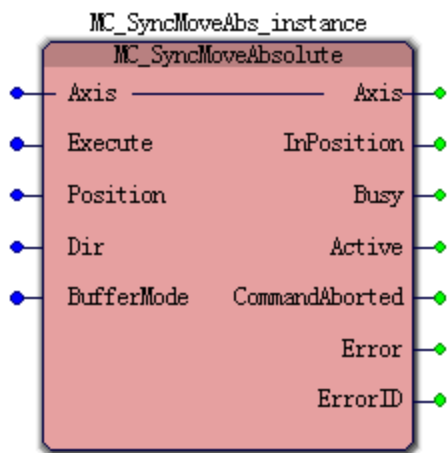 MC_SyncMoveAbs_instance
MC_SyncMoveAbsolute
Axis Axis
Execute InPosition
Position Busy
Dir Active
BufferMode CommandAborted
Error
ErrorID